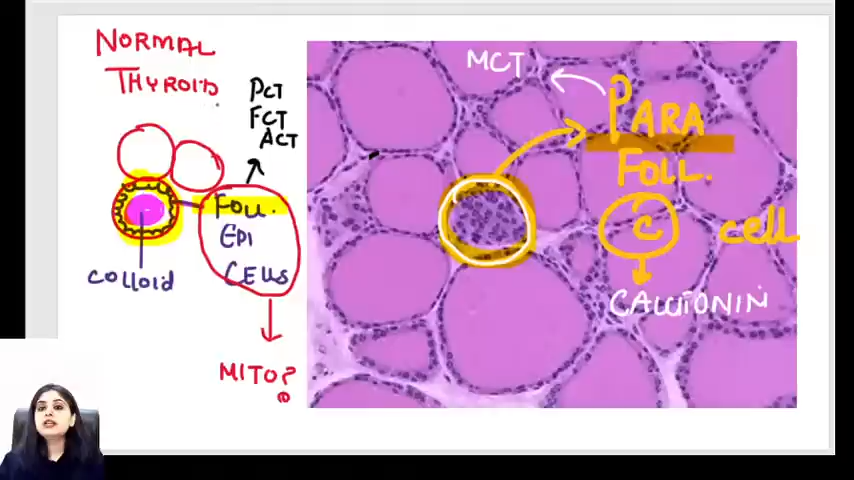 NORMAL
THYROID
PCT
FCT
ACT
FOLL.
EPI
CELLS
COLLOID
MITO?
MCT
PARA
FOLL.
C cell
CALCITONIN